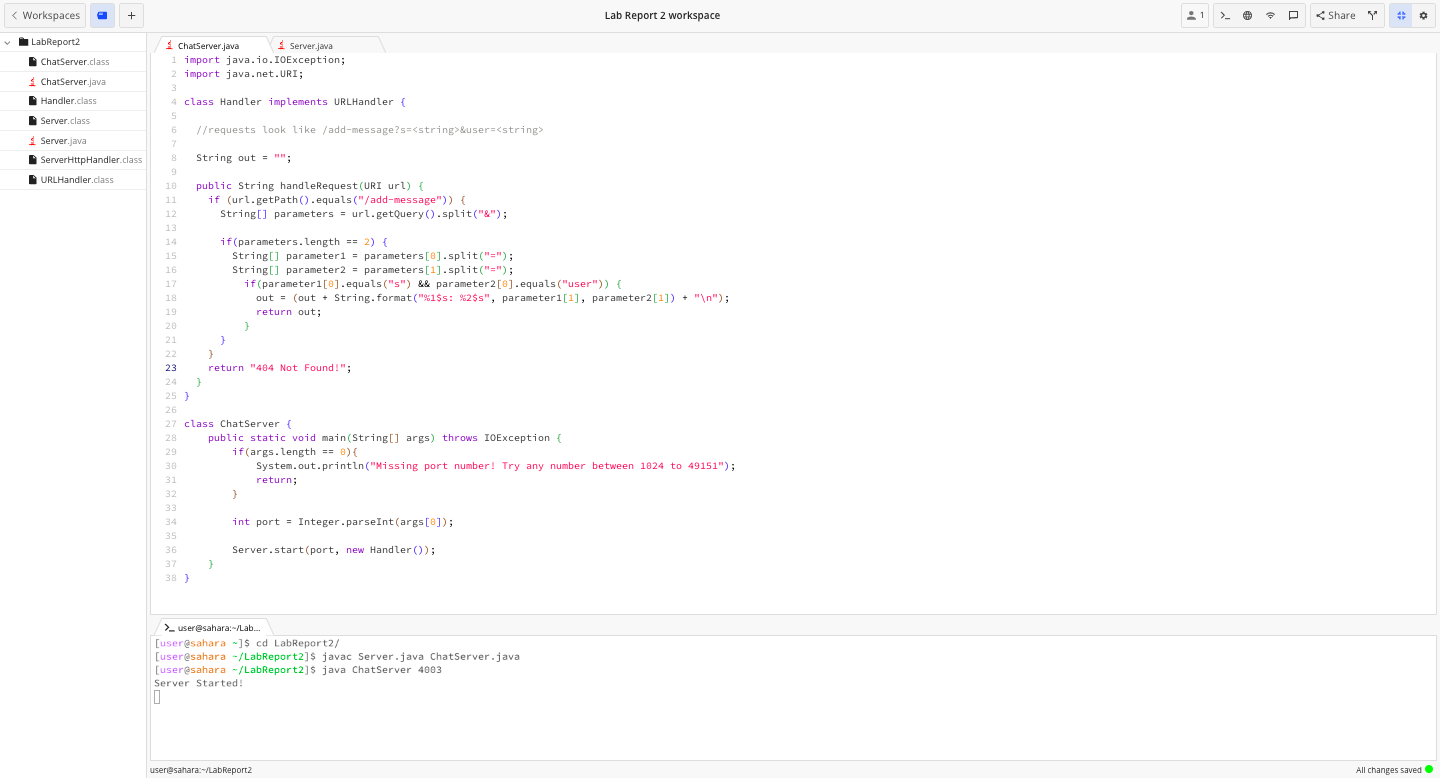 Workspaces
Lab Report 2 workspace
1
Share
LabReport2
ChatServer.class
ChatServer.java
Handler.class
Server.class
Server.java
ServerHttpHandler.class
URLHandler.class
ChatServer.java
Server.java
1 import java.io.IOException;
2 import java.net.URI;
3
4 class Handler implements URLHandler {
5
6   //requests look like /add-message?s=<string>&user=<string>
7
8   String out = "";
9
10   public String handleRequest(URI url) {
11     if (url.getPath().equals("/add-message")) {
12       String[] parameters = url.getQuery().split("&");
13
14       if(parameters.length == 2) {
15         String[] parameter1 = parameters[0].split("=");
16         String[] parameter2 = parameters[1].split("=");
17           if(parameter1[0].equals("s") && parameter2[0].equals("user")) {
18             out = (out + String.format("%1$s: %2$s", parameter1[1], parameter2[1]) + "\n");
19             return out;
20           }
21       }
22     }
23     return "404 Not Found!";
24   }
25 }
26
27 class ChatServer {
28     public static void main(String[] args) throws IOException {
29         if(args.length == 0){
30             System.out.println("Missing port number! Try any number between 1024 to 49151");
31             return;
32         }
33
34         int port = Integer.parseInt(args[0]);
35
36         Server.start(port, new Handler());
37     }
38 }
user@sahara:~/Lab...
[user@sahara ~]$ cd LabReport2/
[user@sahara ~/LabReport2]$ javac Server.java ChatServer.java
[user@sahara ~/LabReport2]$ java ChatServer 4003
Server Started!
user@sahara:~/LabReport2
All changes saved